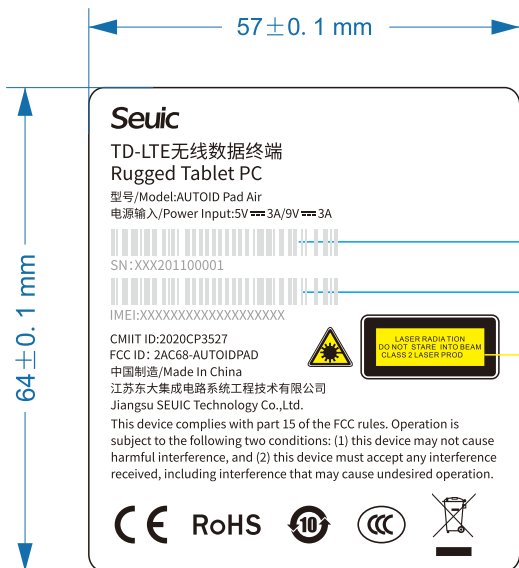 57±0.1 mm
64±0.1 mm
Seuic
TD-LTE无线数据终端
Rugged Tablet PC
型号/Model:AUTOID Pad Air
电源输入/Power Input:5V⎓3A/9V⎓3A
SN:XXX201100001
IMEI:XXXXXXXXXXXXXXXXXXX
CMIIT ID:2020CP3527
FCC ID: 2AC68-AUTOIDPAD
中国制造/Made In China
江苏东大集成电路系统工程技术有限公司
Jiangsu SEUIC Technology Co.,Ltd.
LASER RADIATION
DO NOT STARE INTO BEAM
CLASS 2 LASER PROD
This device complies with part 15 of the FCC rules. Operation is
subject to the following two conditions: (1) this device may not cause
harmful interference, and (2) this device must accept any interference
received, including interference that may cause undesired operation.
CE RoHS 10 CCC